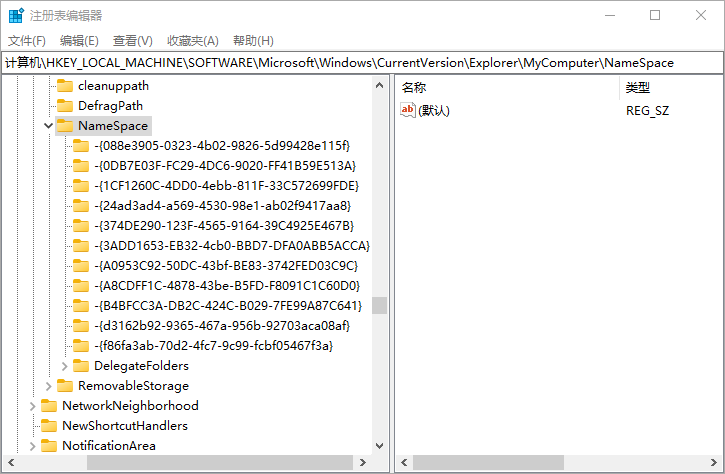 注册表编辑器
文件(F) 编辑(E) 查看(V) 收藏夹(A) 帮助(H)
计算机\HKEY_LOCAL_MACHINE\SOFTWARE\Microsoft\Windows\CurrentVersion\Explorer\MyComputer\NameSpace
cleanuppath
DefragPath
NameSpace
-{088e3905-0323-4b02-9826-5d99428e115f}
-{0DB7E03F-FC29-4DC6-9020-FF41B59E513A}
-{1CF1260C-4DD0-4ebb-811F-33C572699FDE}
-{24ad3ad4-a569-4530-98e1-ab02f9417aa8}
-{374DE290-123F-4565-9164-39C4925E467B}
-{3ADD1653-EB32-4cb0-BBD7-DFA0ABB5ACCA}
-{A0953C92-50DC-43bf-BE83-3742FED03C9C}
-{A8CDFF1C-4878-43be-B5FD-F8091C1C60D0}
-{B4BFCC3A-DB2C-424C-B029-7FE99A87C641}
-{d3162b92-9365-467a-956b-92703aca08af}
-{f86fa3ab-70d2-4fc7-9c99-fcbf05467f3a}
DelegateFolders
RemovableStorage
NetworkNeighborhood
NewShortcutHandlers
NotificationArea
名称 类型
ab (默认) REG_SZ